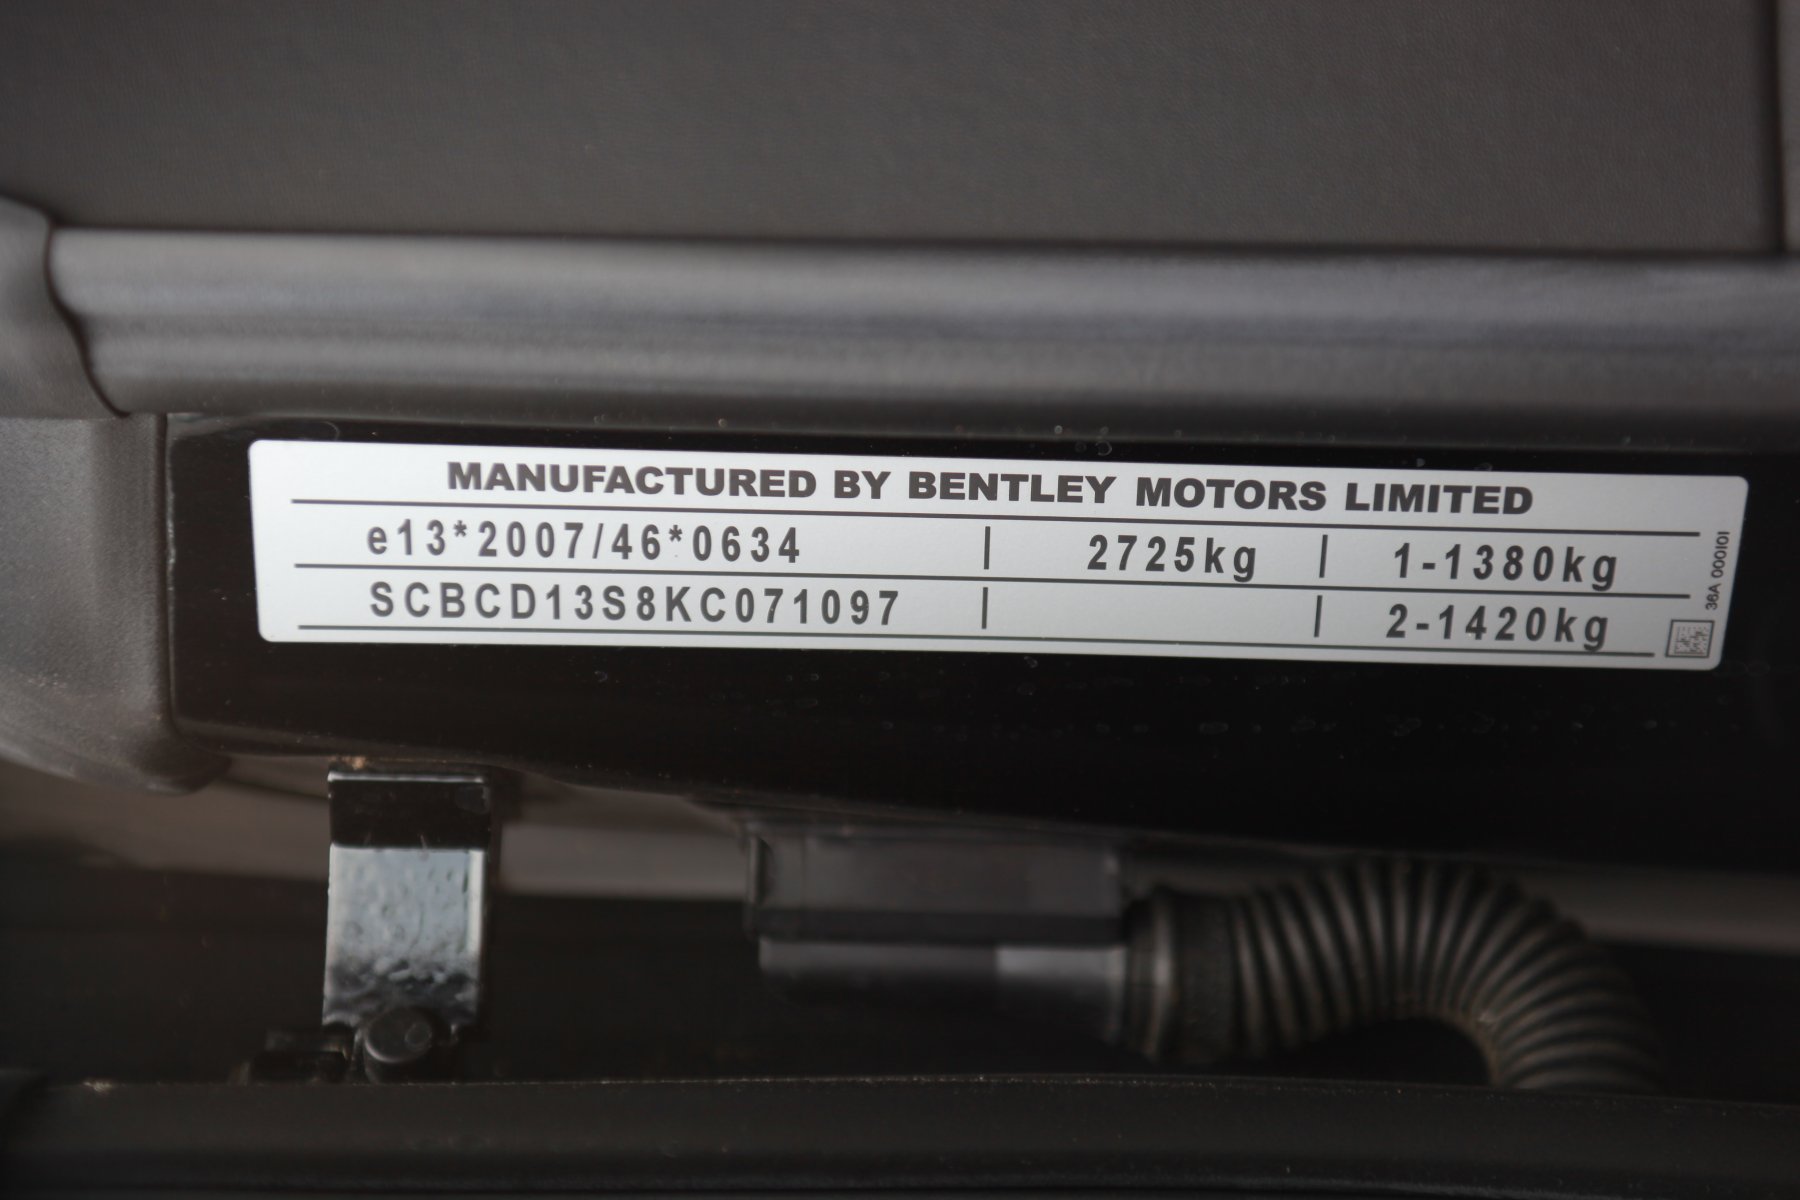 MANUFACTURED BY BENTLEY MOTORS LIMITED
e13*2007/46*0634 | 2725kg | 1-1380kg
SCBCD13S8KC071097 | | 2-1420kg
36A 000101